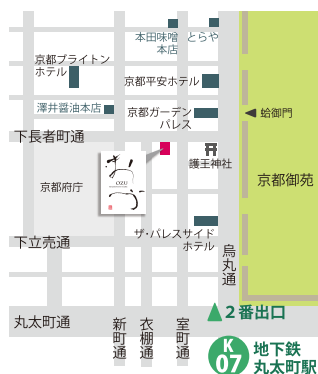 本田味噌
本店
とらや
京都ブライトン
ホテル
京都平安ホテル
澤井醤油本店
京都ガーデン
パレス
蛤御門
下長者町通
護王神社
京都府庁
OZU
京都御苑
ザ・パレスサイド
ホテル
下立売通
烏丸通
丸太町通
新町通
衣棚通
室町通
2番出口
K
07
地下鉄
丸太町駅